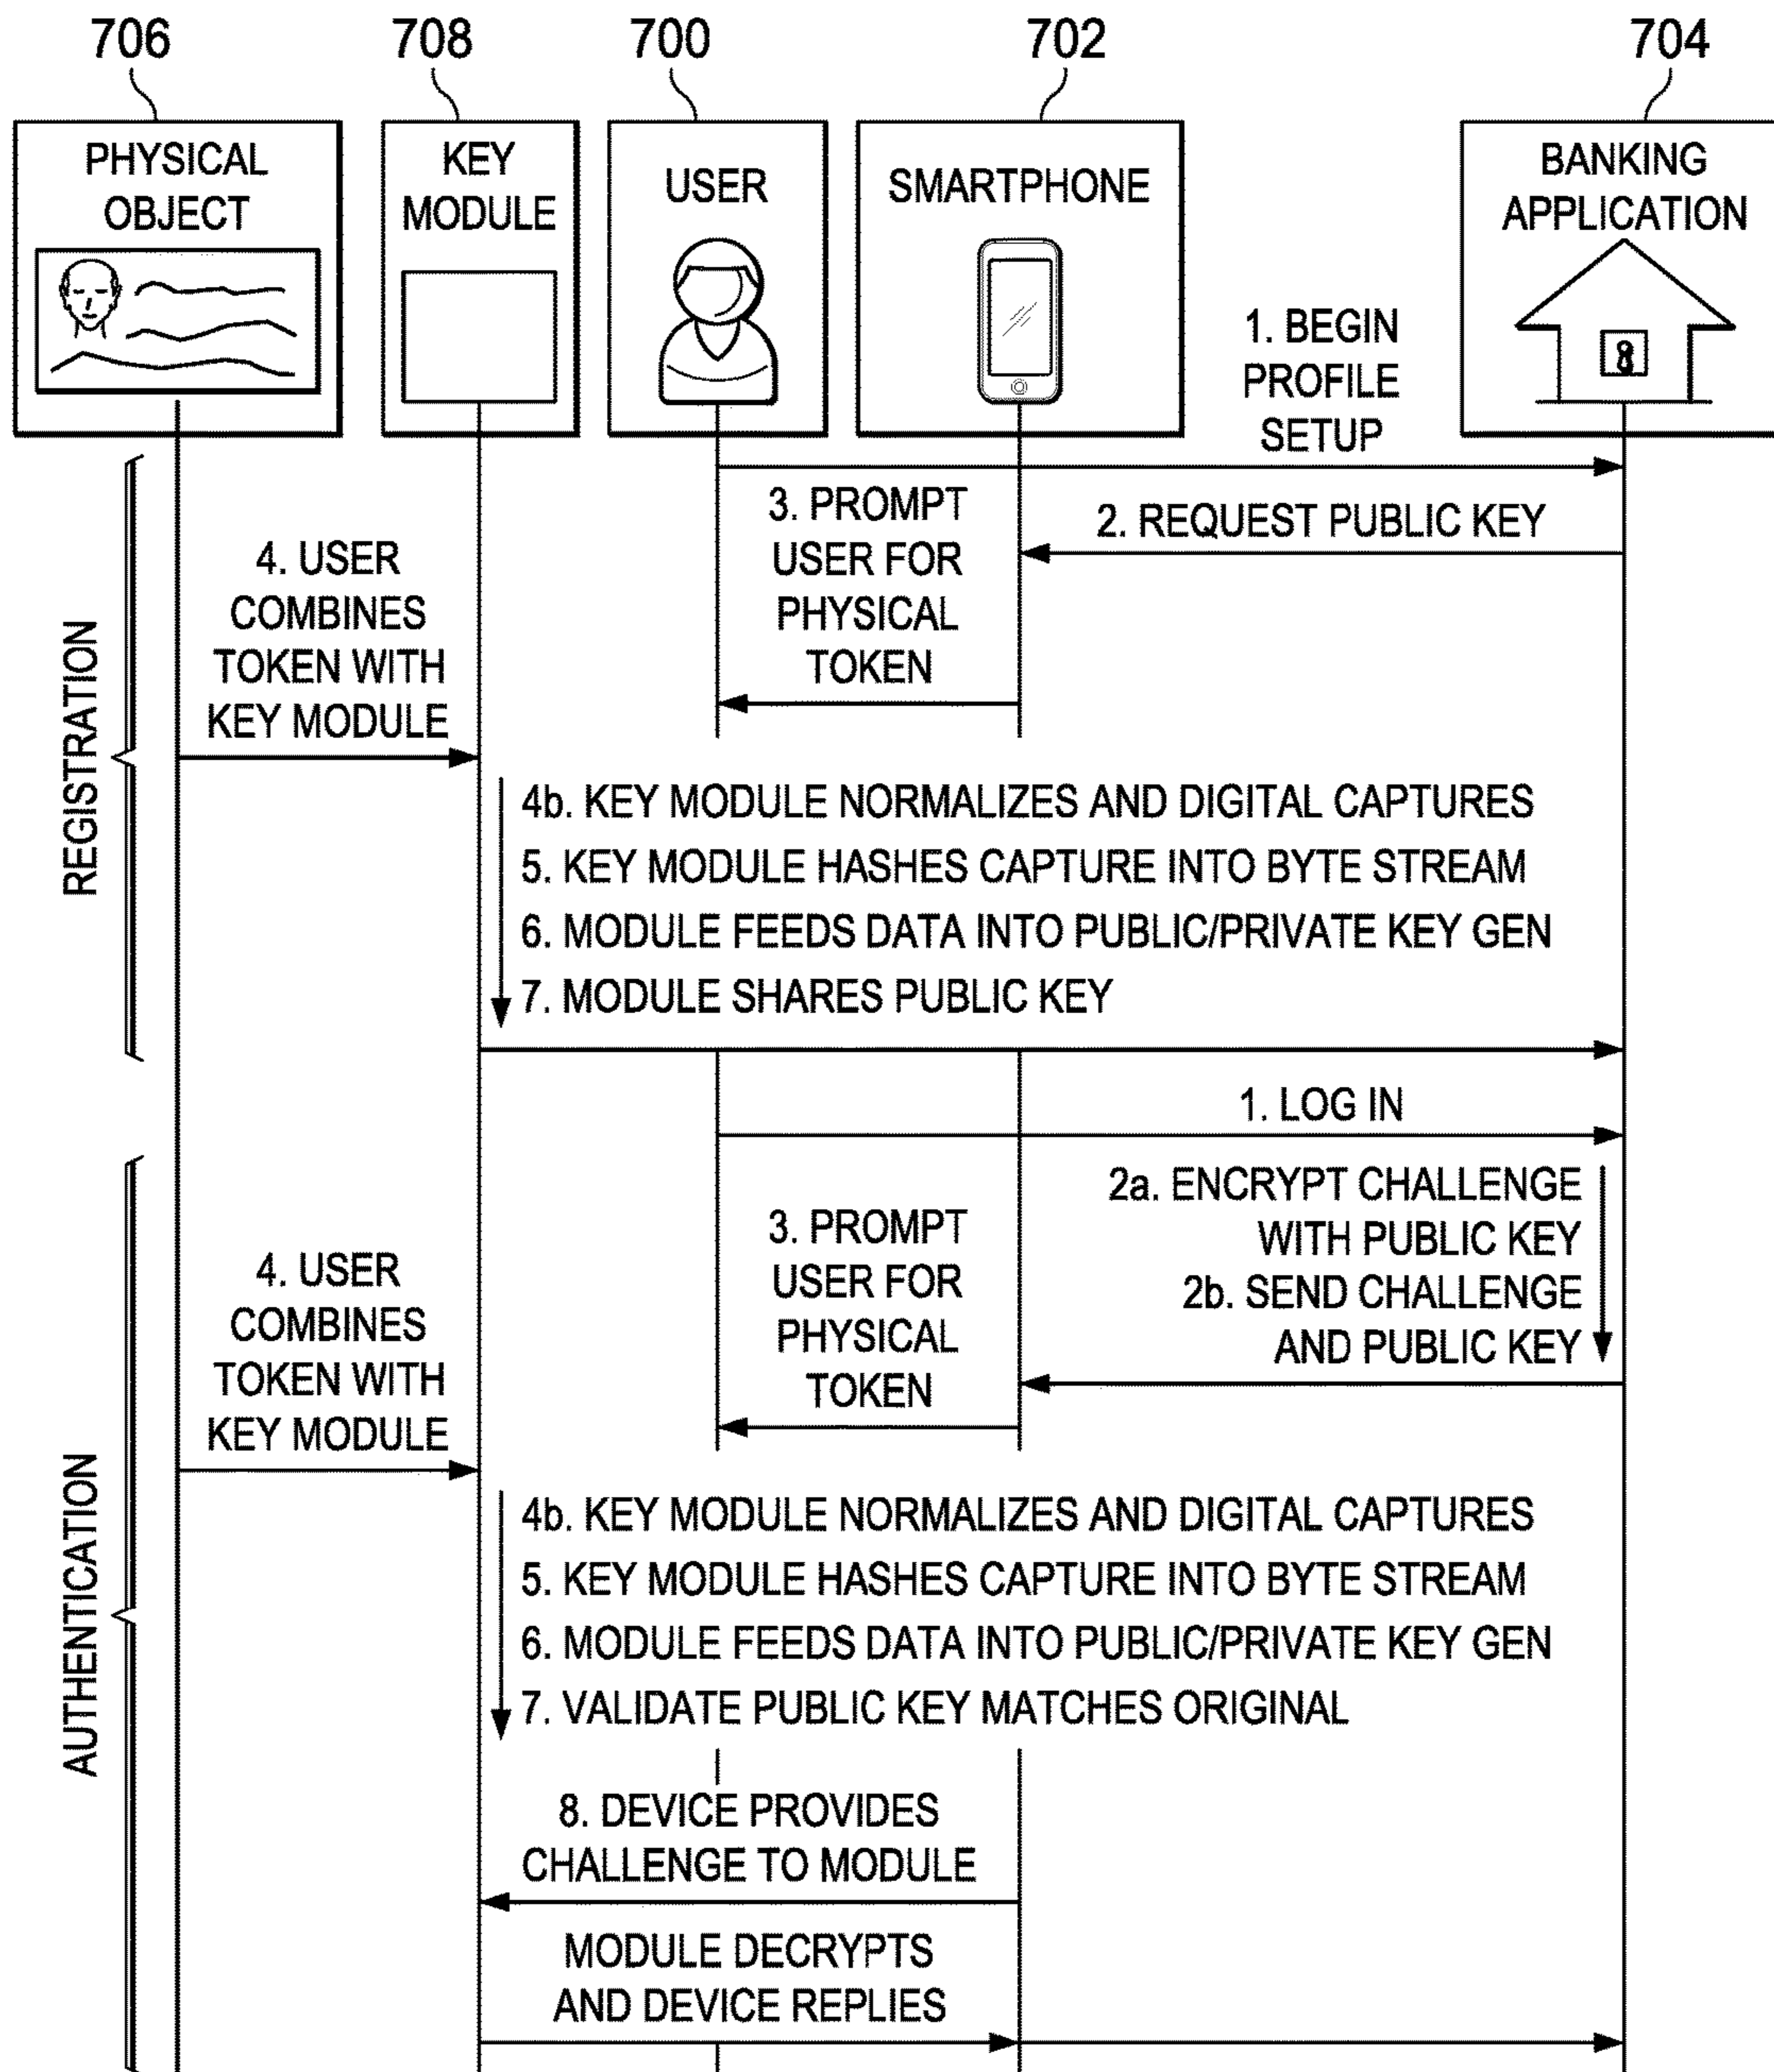 706
708
700
702
704
PHYSICAL
OBJECT
KEY
MODULE
USER
SMARTPHONE
BANKING
APPLICATION
1. BEGIN
PROFILE
SETUP
REGISTRATION
3. PROMPT
USER FOR
PHYSICAL
TOKEN
2. REQUEST PUBLIC KEY
4. USER
COMBINES
TOKEN WITH
KEY MODULE
4b. KEY MODULE NORMALIZES AND DIGITAL CAPTURES
5. KEY MODULE HASHES CAPTURE INTO BYTE STREAM
6. MODULE FEEDS DATA INTO PUBLIC/PRIVATE KEY GEN
7. MODULE SHARES PUBLIC KEY
1. LOG IN
AUTHENTICATION
2a. ENCRYPT CHALLENGE
WITH PUBLIC KEY
2b. SEND CHALLENGE
AND PUBLIC KEY
3. PROMPT
USER FOR
PHYSICAL
TOKEN
4. USER
COMBINES
TOKEN WITH
KEY MODULE
4b. KEY MODULE NORMALIZES AND DIGITAL CAPTURES
5. KEY MODULE HASHES CAPTURE INTO BYTE STREAM
6. MODULE FEEDS DATA INTO PUBLIC/PRIVATE KEY GEN
7. VALIDATE PUBLIC KEY MATCHES ORIGINAL
8. DEVICE PROVIDES
CHALLENGE TO MODULE
MODULE DECRYPTS
AND DEVICE REPLIES